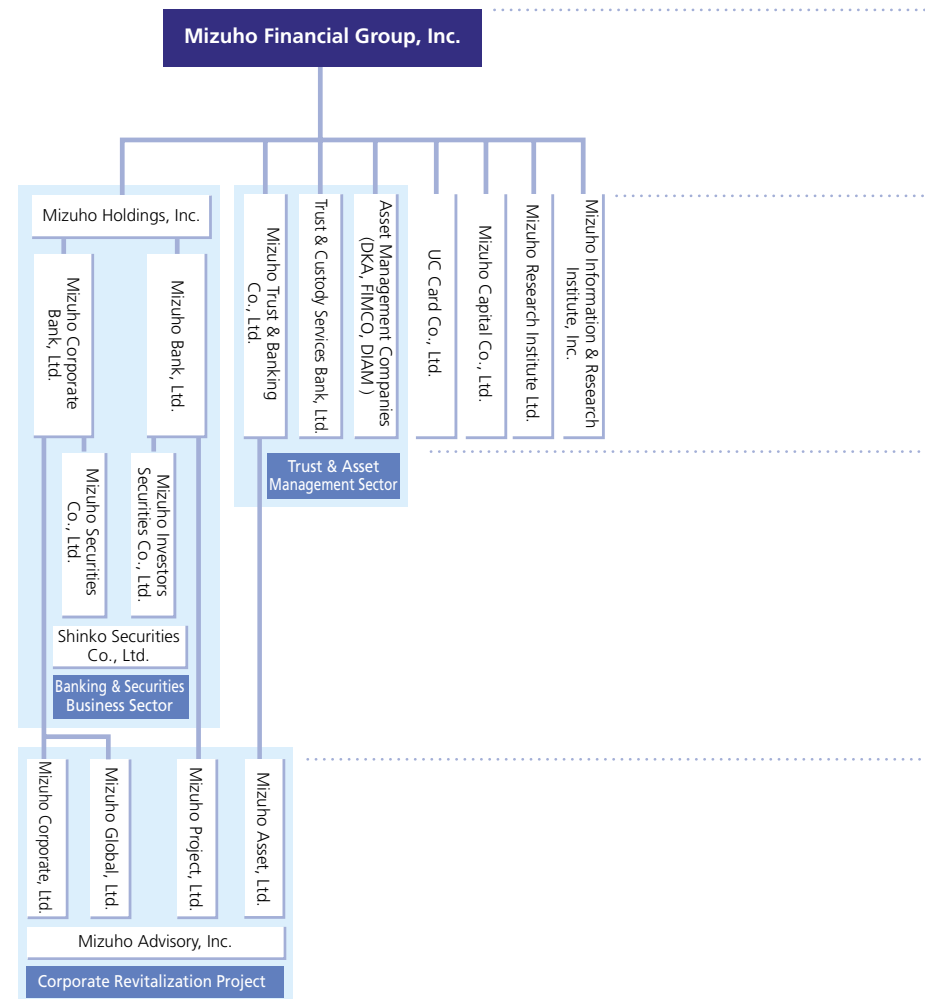 Mizuho Financial Group, Inc.
Mizuho Holdings, Inc.
Mizuho Corporate
Bank, Ltd.
Mizuho Bank, Ltd.
Mizuho Securities
Co., Ltd.
Mizuho Investors
Securities Co., Ltd.
Shinko Securities
Co., Ltd.
Banking & Securities
Business Sector
Mizuho Trust & Banking
Co., Ltd.
Trust & Custody Services Bank, Ltd.
Asset Management Companies
(DKA, FIMCO, DIAM )
Trust & Asset
Management Sector
UC Card Co., Ltd.
Mizuho Capital Co., Ltd.
Mizuho Research Institute Ltd.
Mizuho Information & Research
Institute, Inc.
Mizuho Corporate, Ltd.
Mizuho Global, Ltd.
Mizuho Project, Ltd.
Mizuho Asset, Ltd.
Mizuho Advisory, Inc.
Corporate Revitalization Project